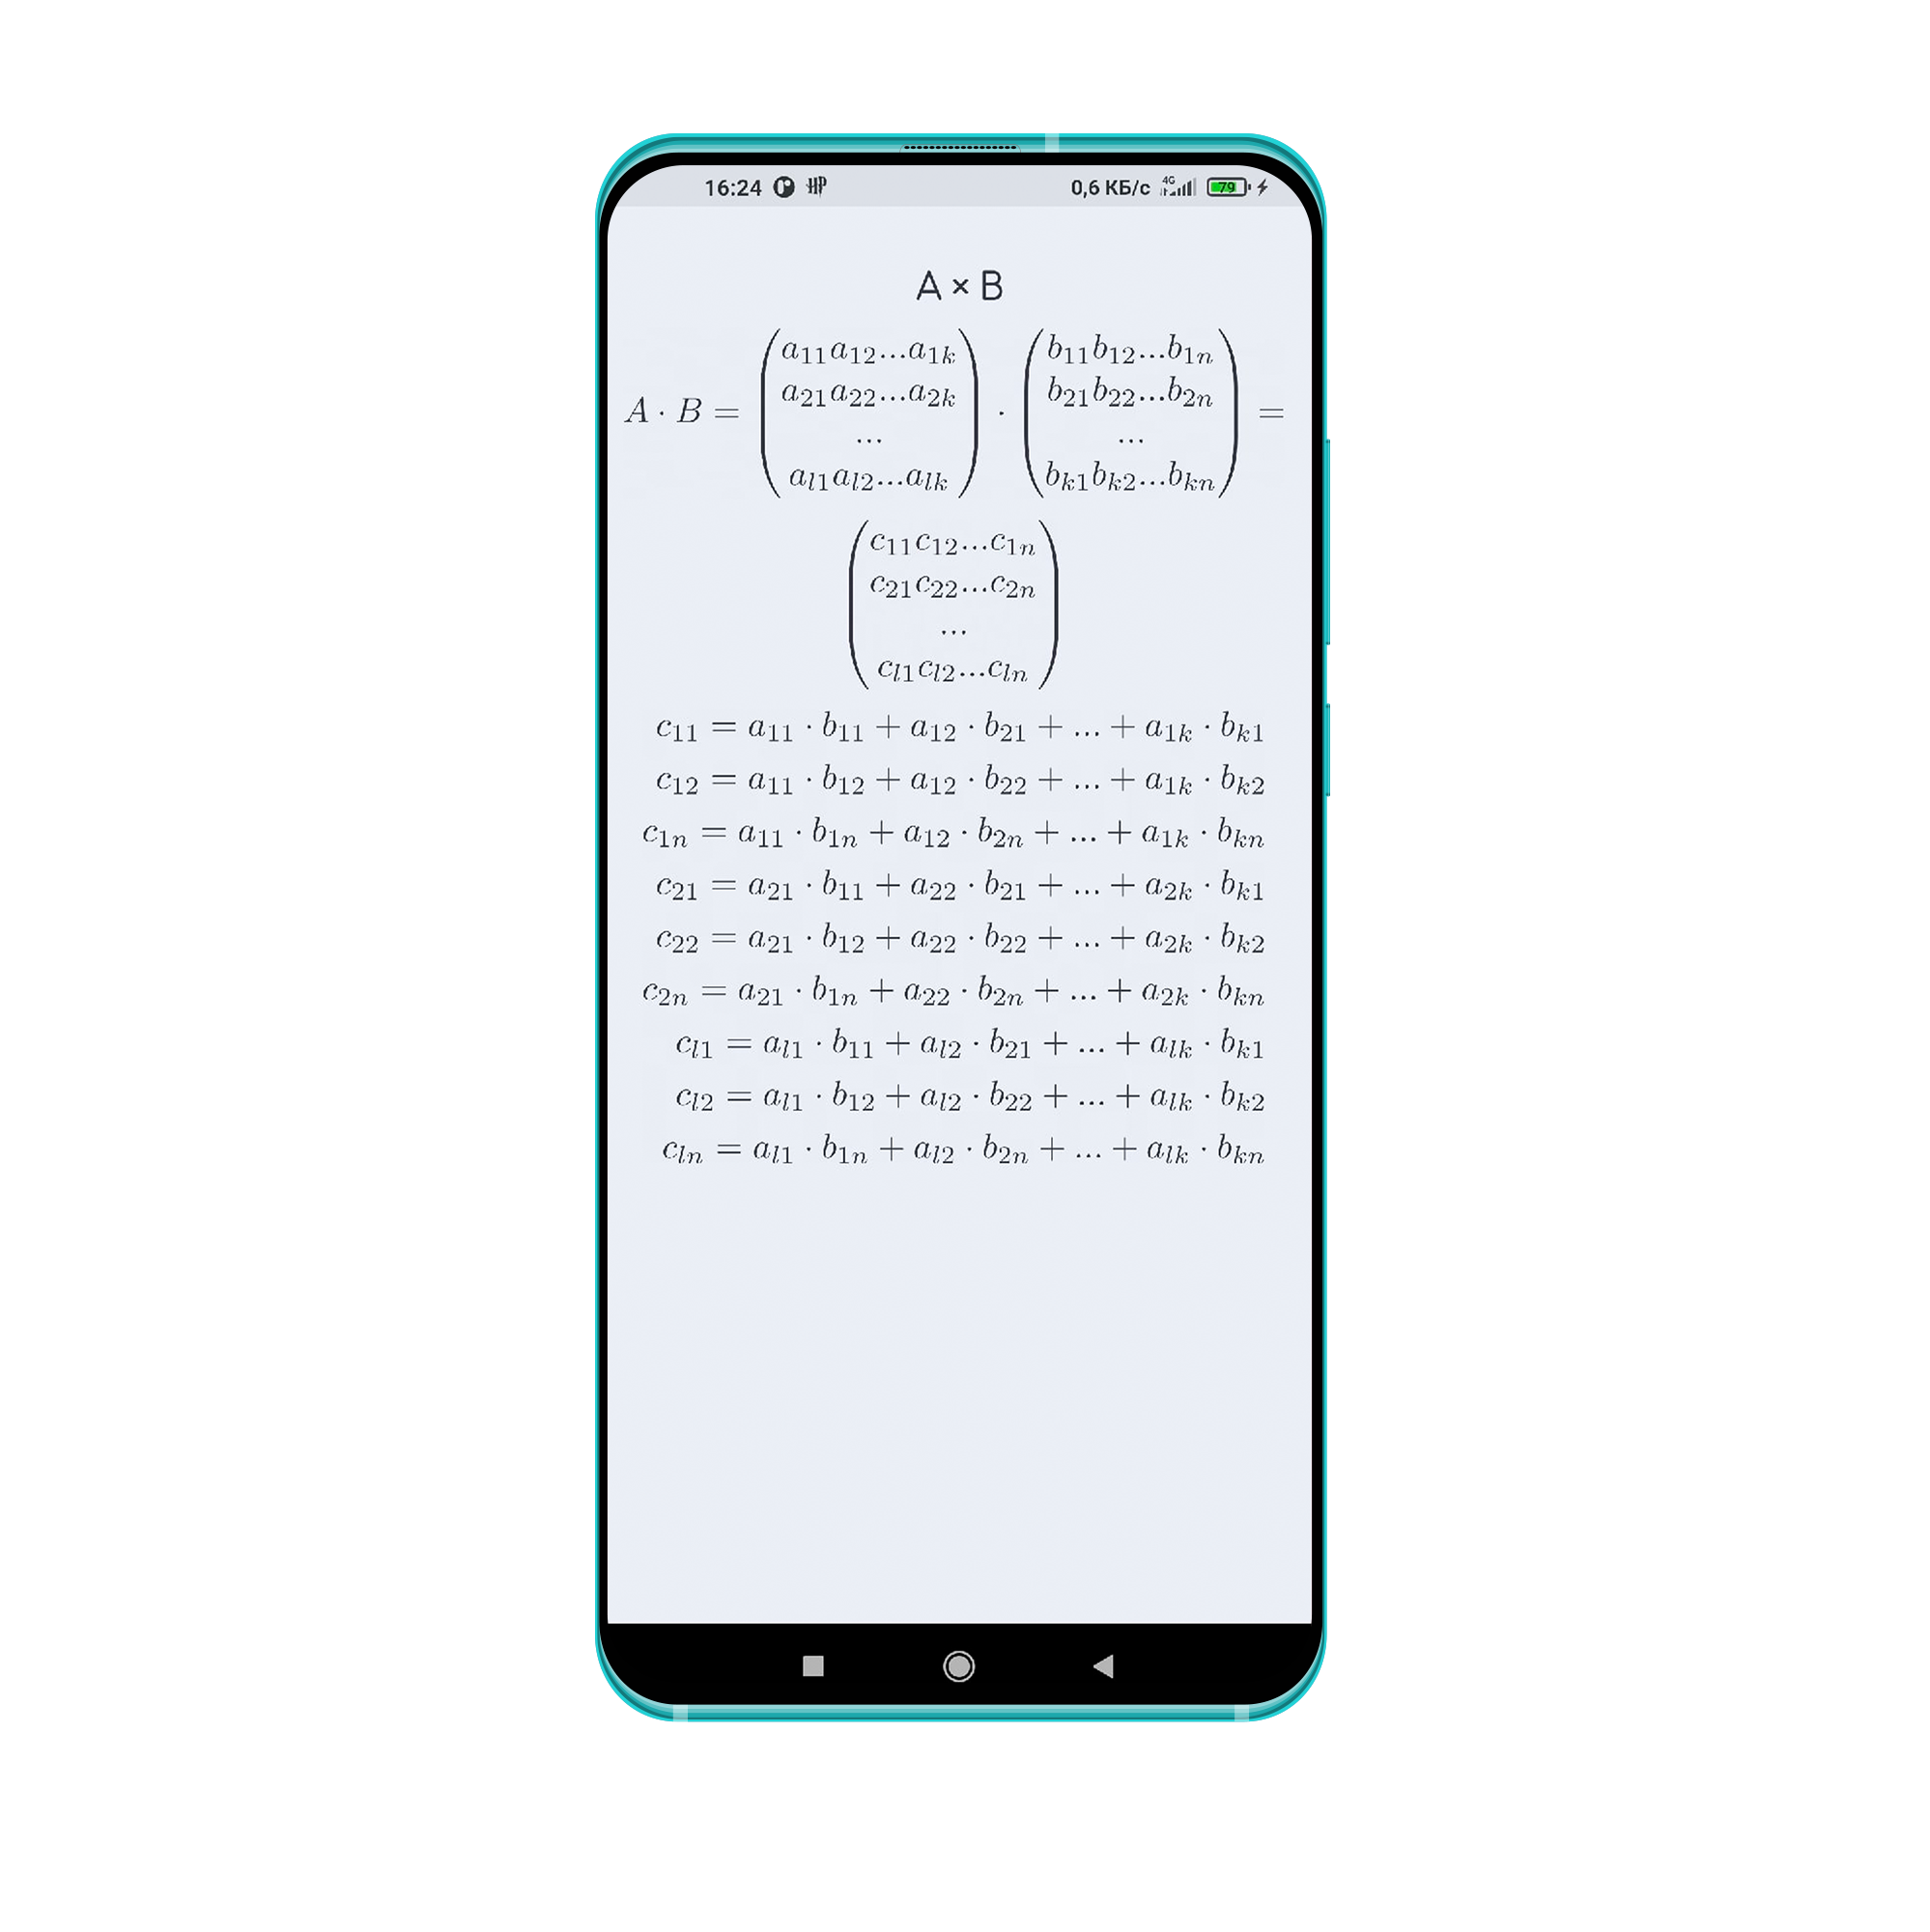 16:24 0,6 КБ/с 4G 79
A × B
A · B = ( a₁₁a₁₂...a₁ₖ ) · ( b₁₁b₁₂...b₁ₙ ) =
a₂₁a₂₂...a₂ₖ b₂₁b₂₂...b₂ₙ
... ...
aₗ₁aₗ₂...aₗₖ bₖ₁bₖ₂...bₖₙ
c₁₁c₁₂...c₁ₙ
c₂₁c₂₂...c₂ₙ
...
cₗ₁cₗ₂...cₗₙ
c₁₁ = a₁₁ · b₁₁ + a₁₂ · b₂₁ + ... + a₁ₖ · bₖ₁
c₁₂ = a₁₁ · b₁₂ + a₁₂ · b₂₂ + ... + a₁ₖ · bₖ₂
c₁ₙ = a₁₁ · b₁ₙ + a₁₂ · b₂ₙ + ... + a₁ₖ · bₖₙ
c₂₁ = a₂₁ · b₁₁ + a₂₂ · b₂₁ + ... + a₂ₖ · bₖ₁
c₂₂ = a₂₁ · b₁₂ + a₂₂ · b₂₂ + ... + a₂ₖ · bₖ₂
c₂ₙ = a₂₁ · b₁ₙ + a₂₂ · b₂ₙ + ... + a₂ₖ · bₖₙ
cₗ₁ = aₗ₁ · b₁₁ + aₗ₂ · b₂₁ + ... + aₗₖ · bₖ₁
cₗ₂ = aₗ₁ · b₁₂ + aₗ₂ · b₂₂ + ... + aₗₖ · bₖ₂
cₗₙ = aₗ₁ · b₁ₙ + aₗ₂ · b₂ₙ + ... + aₗₖ · bₖₙ